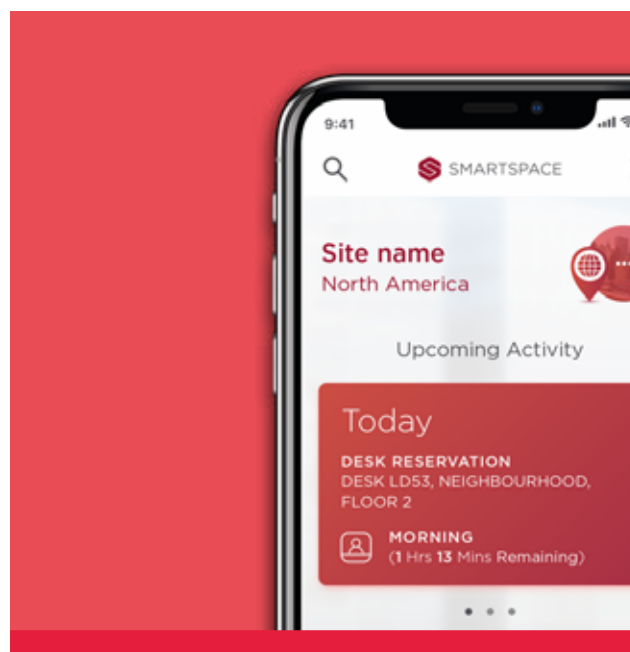 9:41
SMARTSPACE
Site name
North America
Upcoming Activity
Today
DESK RESERVATION
DESK LD53, NEIGHBOURHOOD,
FLOOR 2
MORNING
(1 Hrs 13 Mins Remaining)